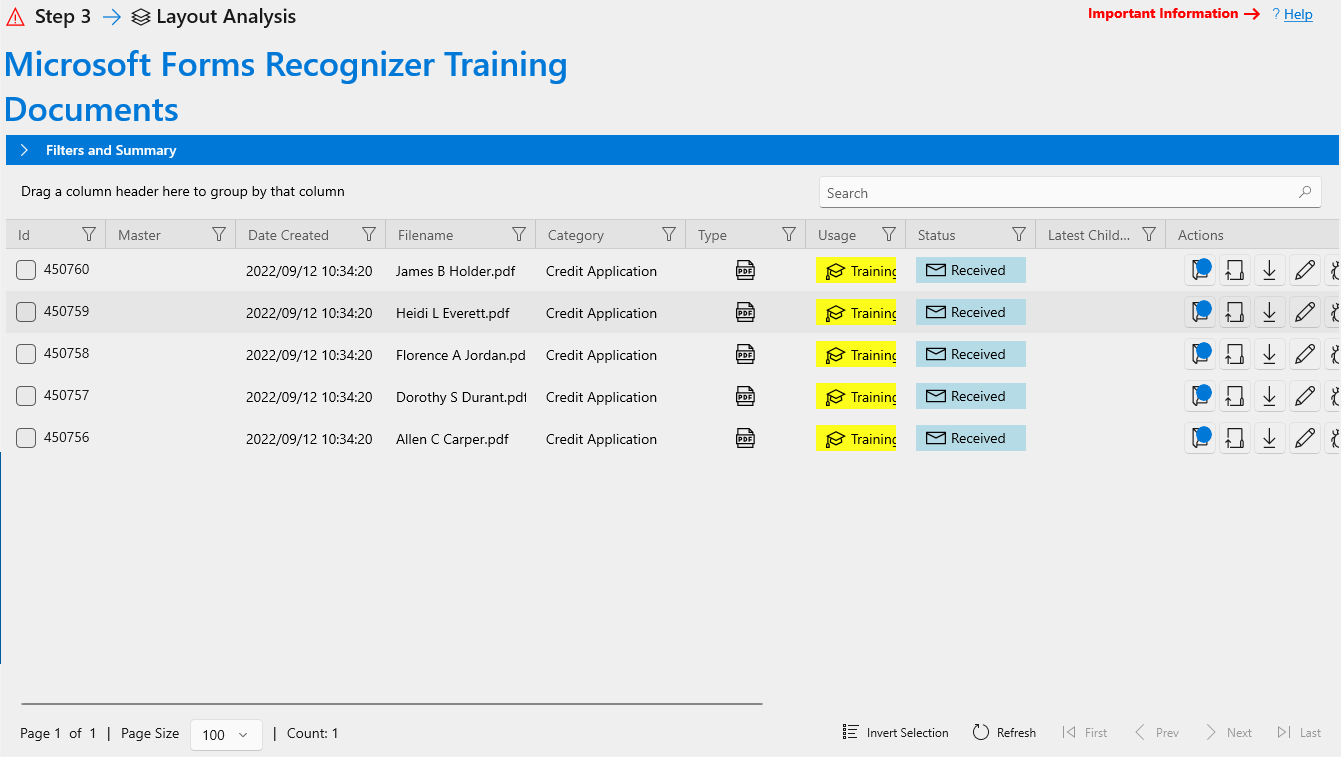 Step 3 Layout Analysis Important Information ? Help
Microsoft Forms Recognizer Training
Documents
Filters and Summary
Drag a column header here to group by that column Search
Id Master Date Created Filename Category Type Usage Status Latest Child... Actions
450760 2022/09/12 10:34:20 James B Holder.pdf Credit Application PDF Training Received
450759 2022/09/12 10:34:20 Heidi L Everett.pdf Credit Application PDF Training Received
450758 2022/09/12 10:34:20 Florence A Jordan.pd Credit Application PDF Training Received
450757 2022/09/12 10:34:20 Dorothy S Durant.pdf Credit Application PDF Training Received
450756 2022/09/12 10:34:20 Allen C Carper.pdf Credit Application PDF Training Received
Page 1 of 1 | Page Size 100 | Count: 1 Invert Selection Refresh First Prev Next Last